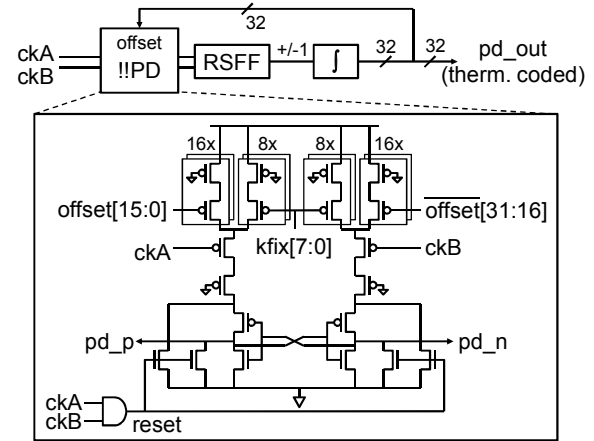 32
offset
!!PD
ckA
ckB
RSFF
+/-1
∫
32
32
pd_out
(therm. coded)
16x
8x
8x
16x
offset[15:0]
offset[31:16]
kfix[7:0]
ckA
ckB
pd_p
pd_n
ckA
ckB
reset